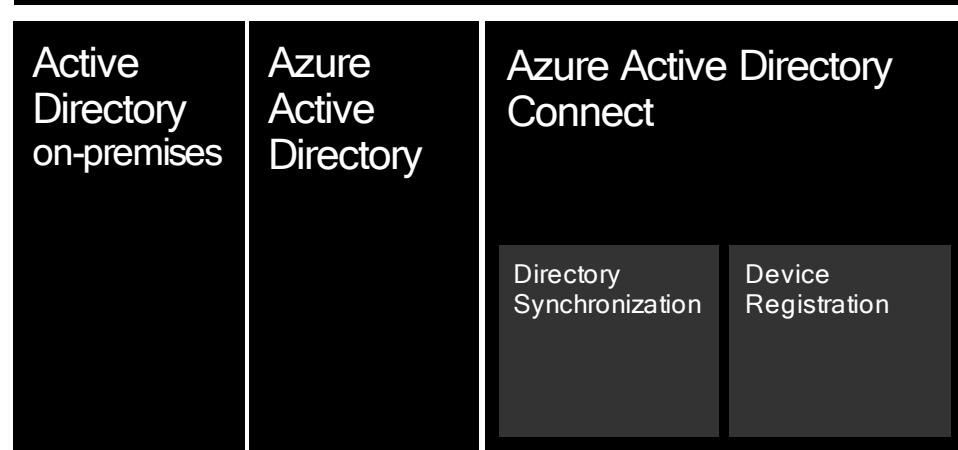 Active
Directory
on-premises
Azure
Active
Directory
Azure Active Directory
Connect
Directory
Synchronization
Device
Registration